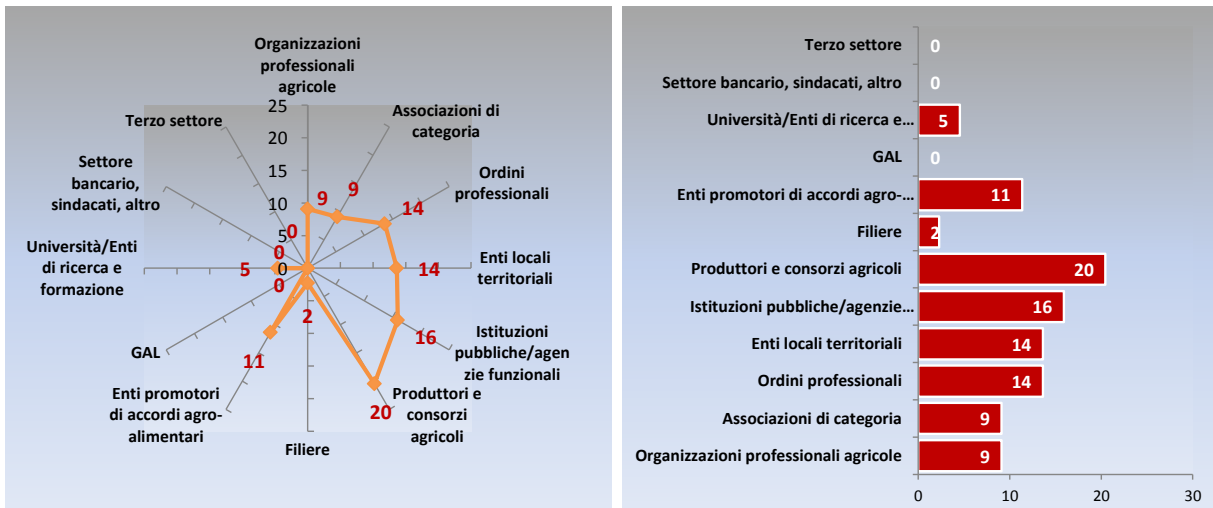 Organizzazioni
professionali
agricole
25
20
15
10
5
0
Associazioni di
categoria
Ordini
professionali
Enti locali
territoriali
Istituzioni
pubbliche/agen
zie funzionali
Produttori e
consorzi
agricoli
Filiere
Enti promotori
di accordi agro-
alimentari
GAL
Università/Enti
di ricerca e
formazione
Settore
bancario,
sindacati, altro
Terzo settore
9
9
14
14
16
20
2
11
0
5
0
0
Terzo settore 0
Settore bancario, sindacati, altro 0
Università/Enti di ricerca e... 5
GAL 0
Enti promotori di accordi agro-... 11
Filiere 2
Produttori e consorzi agricoli 20
Istituzioni pubbliche/agenzie... 16
Enti locali territoriali 14
Ordini professionali 14
Associazioni di categoria 9
Organizzazioni professionali agricole 9
0 10 20 30